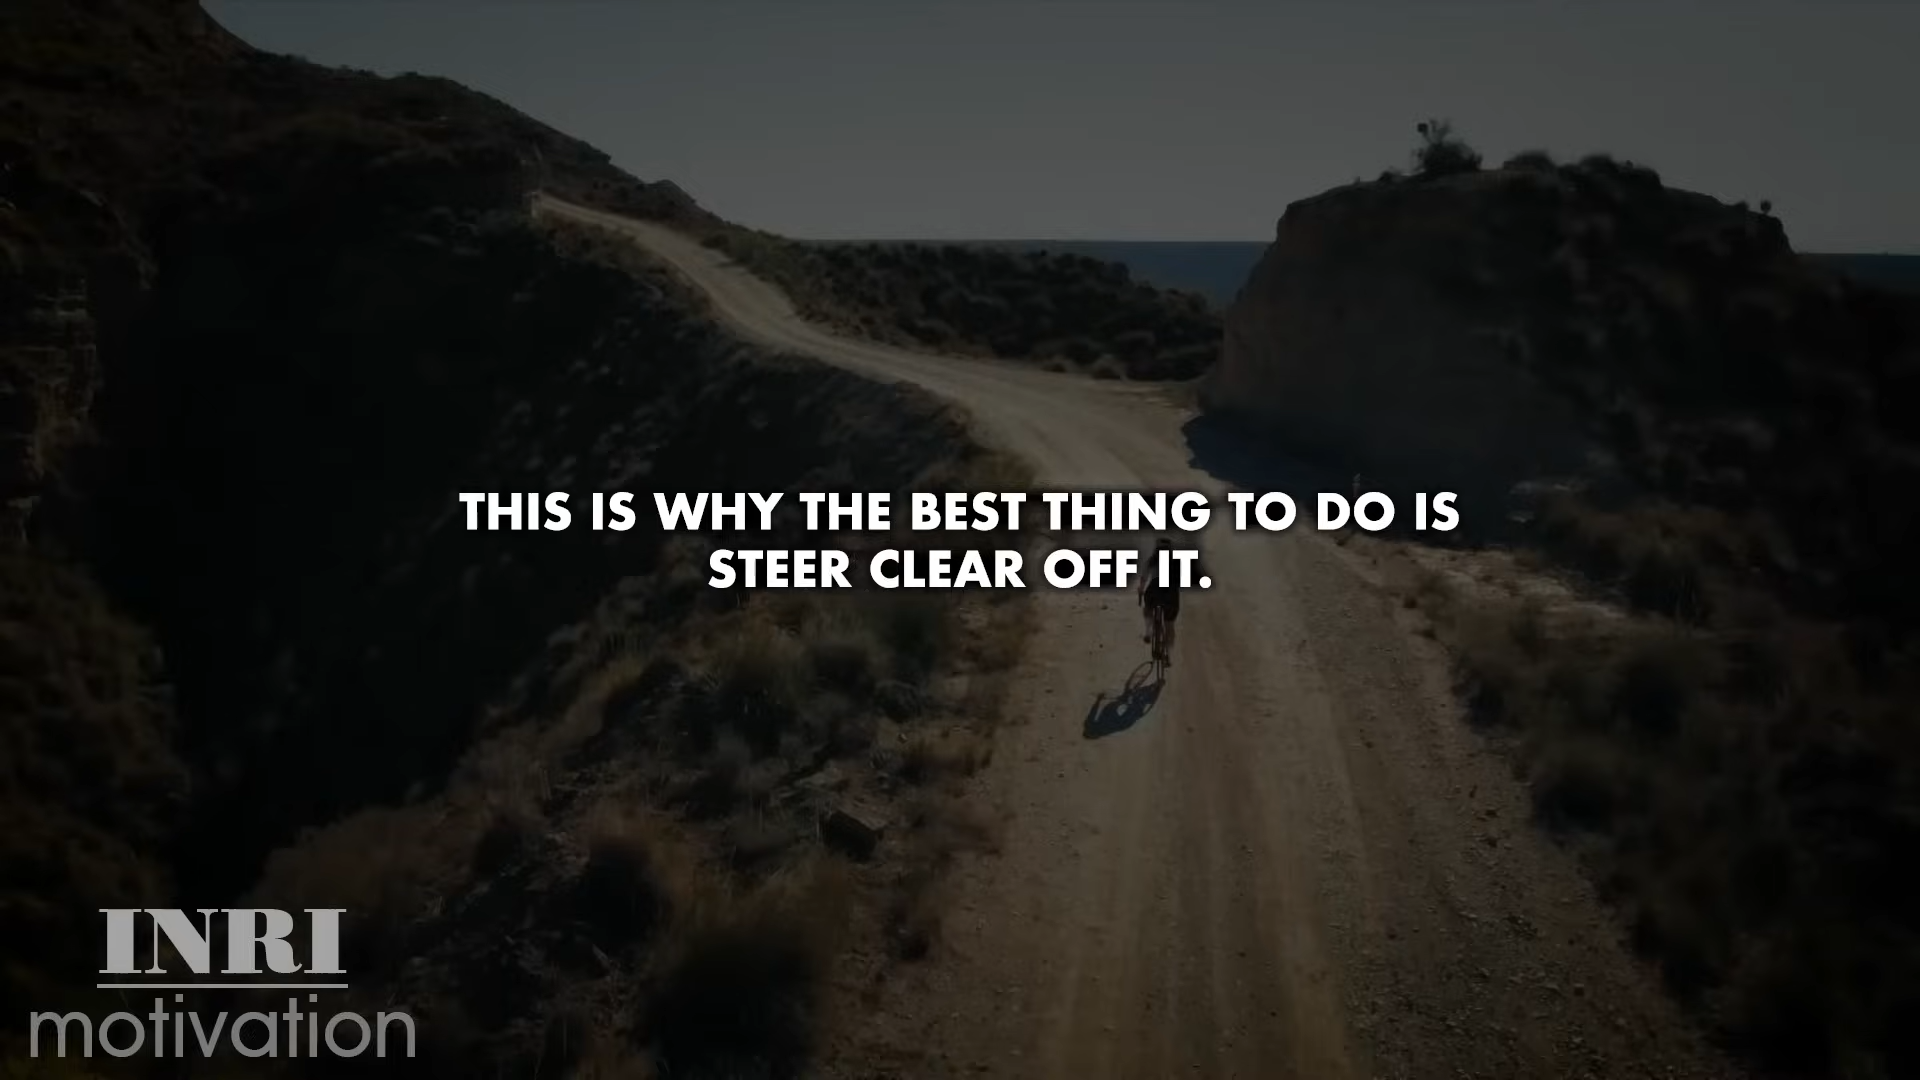 THIS IS WHY THE BEST THING TO DO IS
STEER CLEAR OFF IT.
INRI
motivation